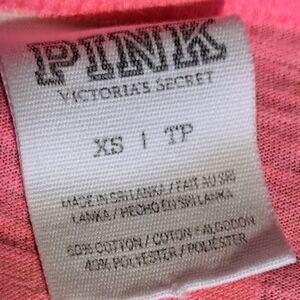 PINK
VICTORIA'S SECRET
XS | TP
MADE IN SRI LANKA / FAIT AU SRI
LANKA / HECHO EN SRI LANKA
60% COTTON / COTON - ALGODON
40% POLYESTER / POLIÉSTER